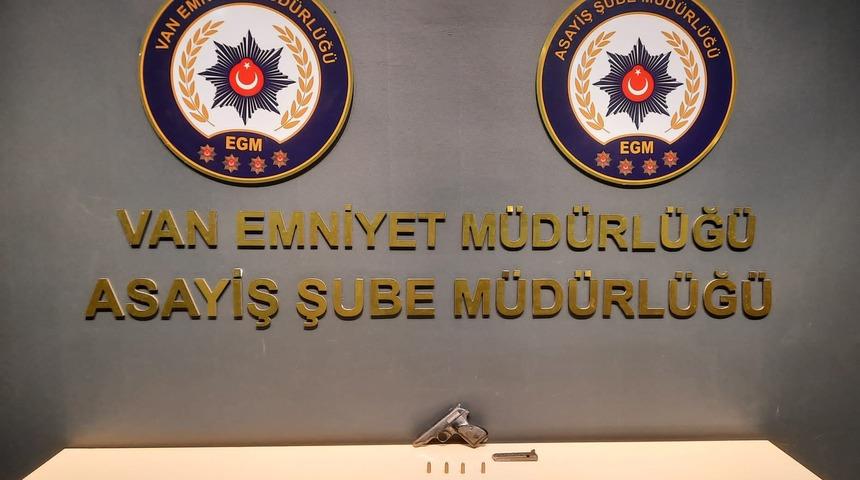 VAN EMNİYET MÜDÜRLÜĞÜ
EGM
ASAYİŞ ŞUBE MÜDÜRLÜĞÜ
EGM
VAN EMNİYET MÜDÜRLÜĞÜ
ASAYİŞ ŞUBE MÜDÜRLÜĞÜ